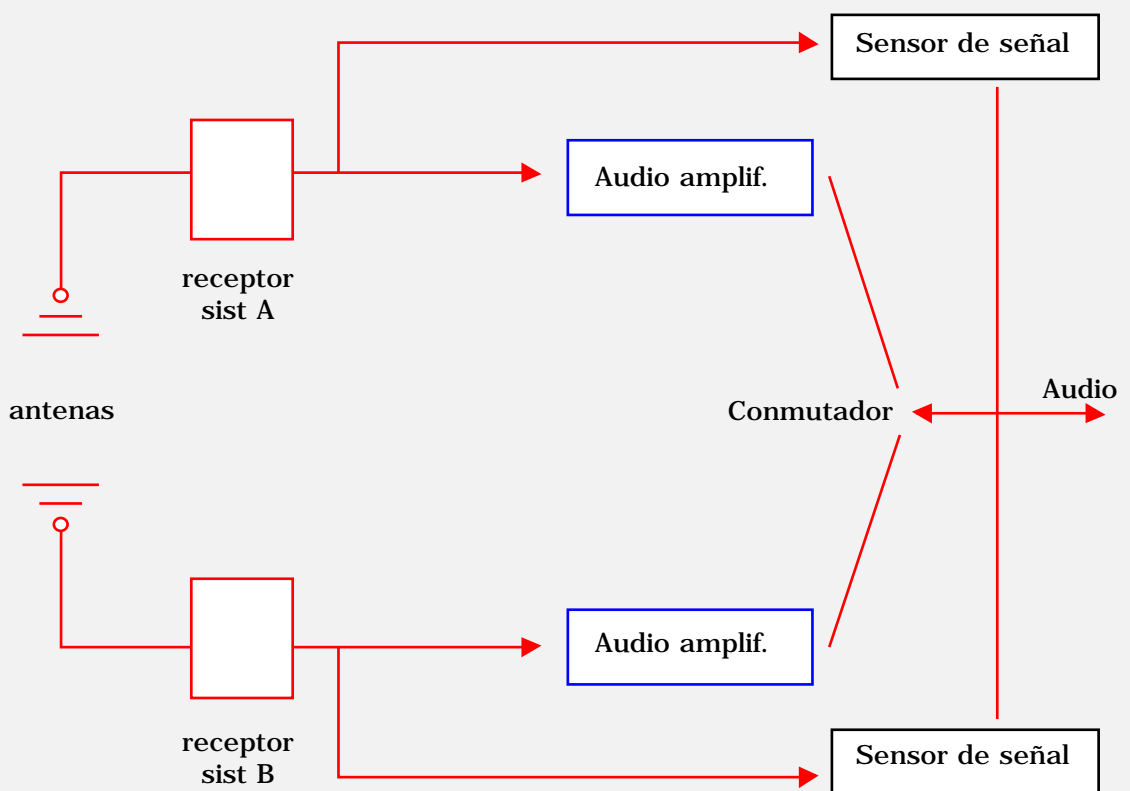 Sensor de señal
Audio amplif.
receptor
sist A
antenas
Conmutador
Audio
Audio amplif.
receptor
sist B
Sensor de señal